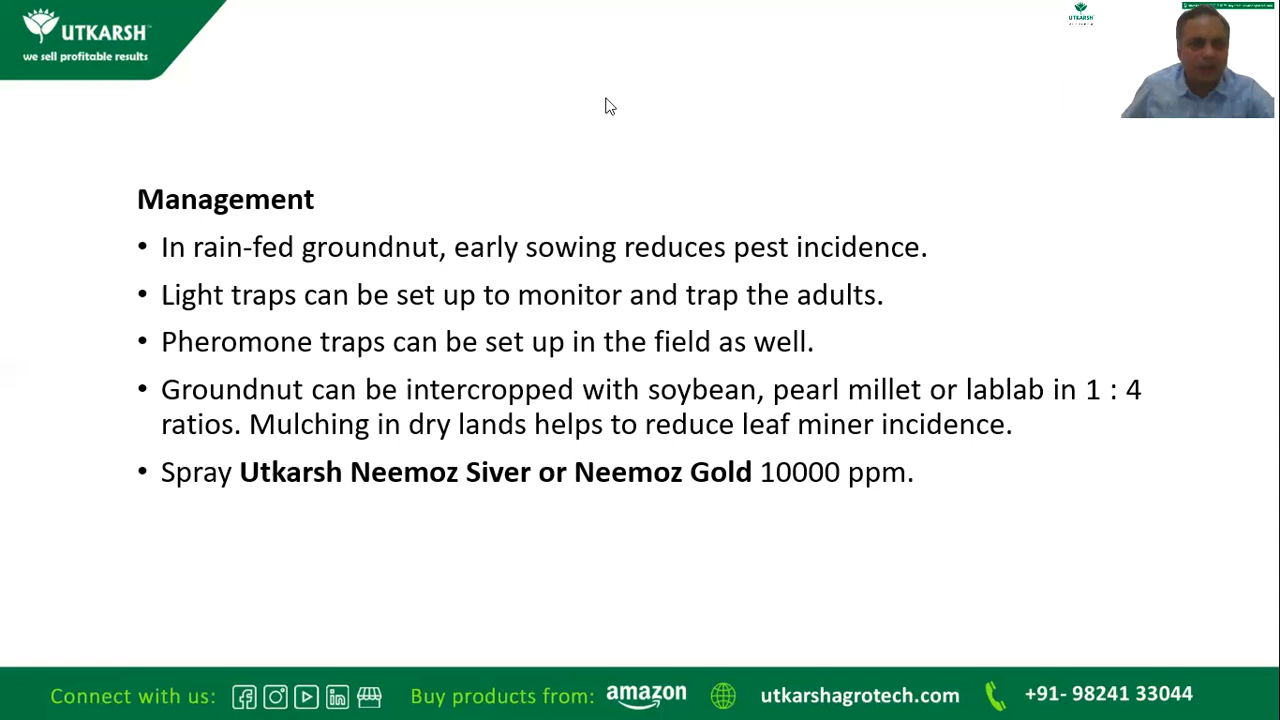 UTKARSH
we sell profitable results
UTKARSH
Management
• In rain-fed groundnut, early sowing reduces pest incidence.
• Light traps can be set up to monitor and trap the adults.
• Pheromone traps can be set up in the field as well.
• Groundnut can be intercropped with soybean, pearl millet or lablab in 1 : 4
ratios. Mulching in dry lands helps to reduce leaf miner incidence.
• Spray Utkarsh Neemoz Siver or Neemoz Gold 10000 ppm.
Connect with us: Buy products from: amazon utkarshagrotech.com +91- 98241 33044